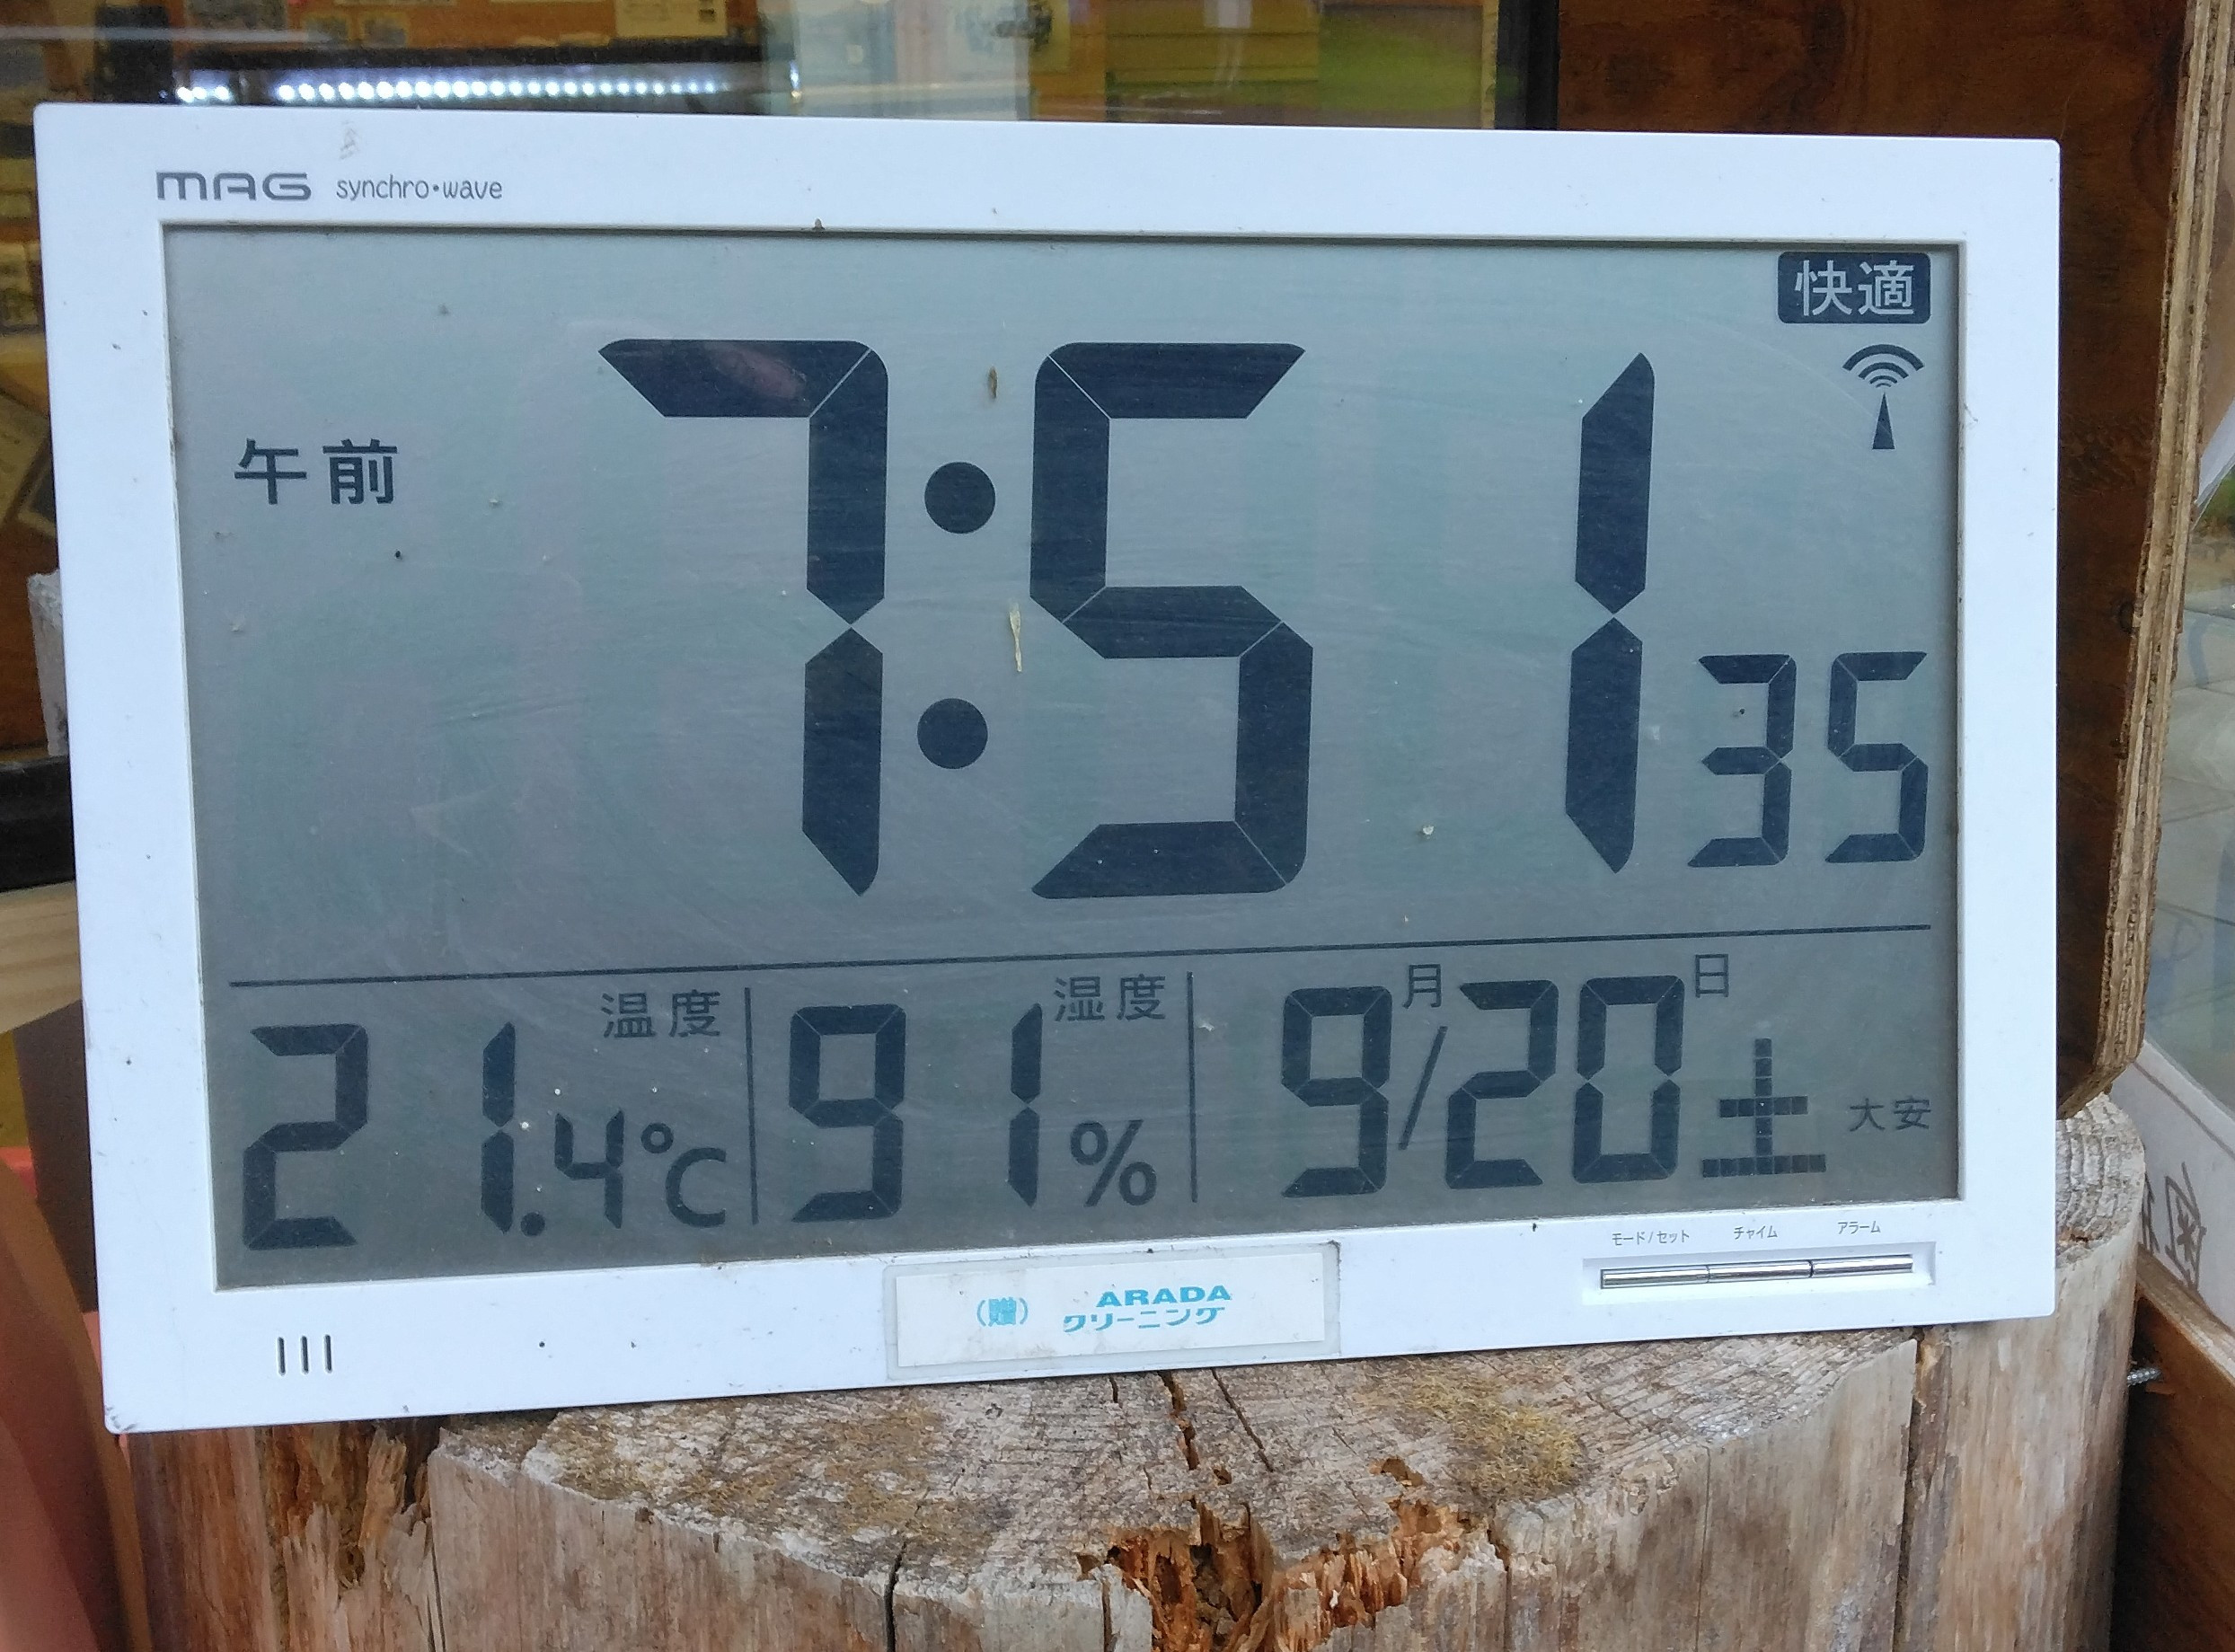 MAG synchro・wave
快適
午前 7:51 35
温度 湿度 月 日
21.4℃ 91% 9/20 土 大安
モード/セット チャイム アラーム
(贈) ARADA
クリーニング